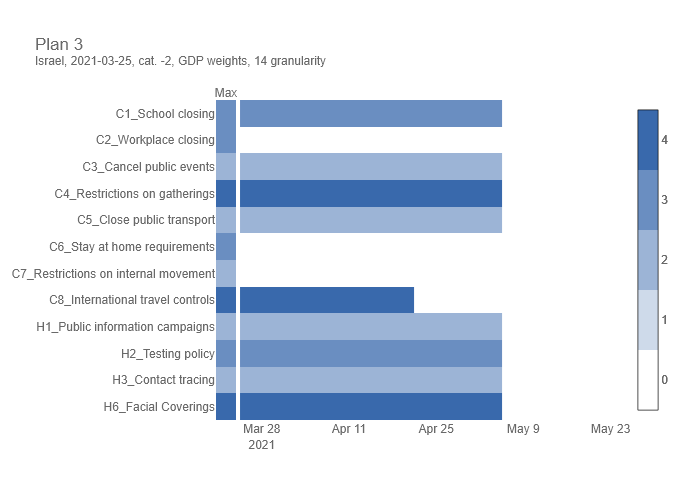 Plan 3
Israel, 2021-03-25, cat. -2, GDP weights, 14 granularity
Max
C1_School closing
C2_Workplace closing
C3_Cancel public events
C4_Restrictions on gatherings
C5_Close public transport
C6_Stay at home requirements
C7_Restrictions on internal movement
C8_International travel controls
H1_Public information campaigns
H2_Testing policy
H3_Contact tracing
H6_Facial Coverings
Mar 28 Apr 11 Apr 25 May 9 May 23
2021
4
3
2
1
0